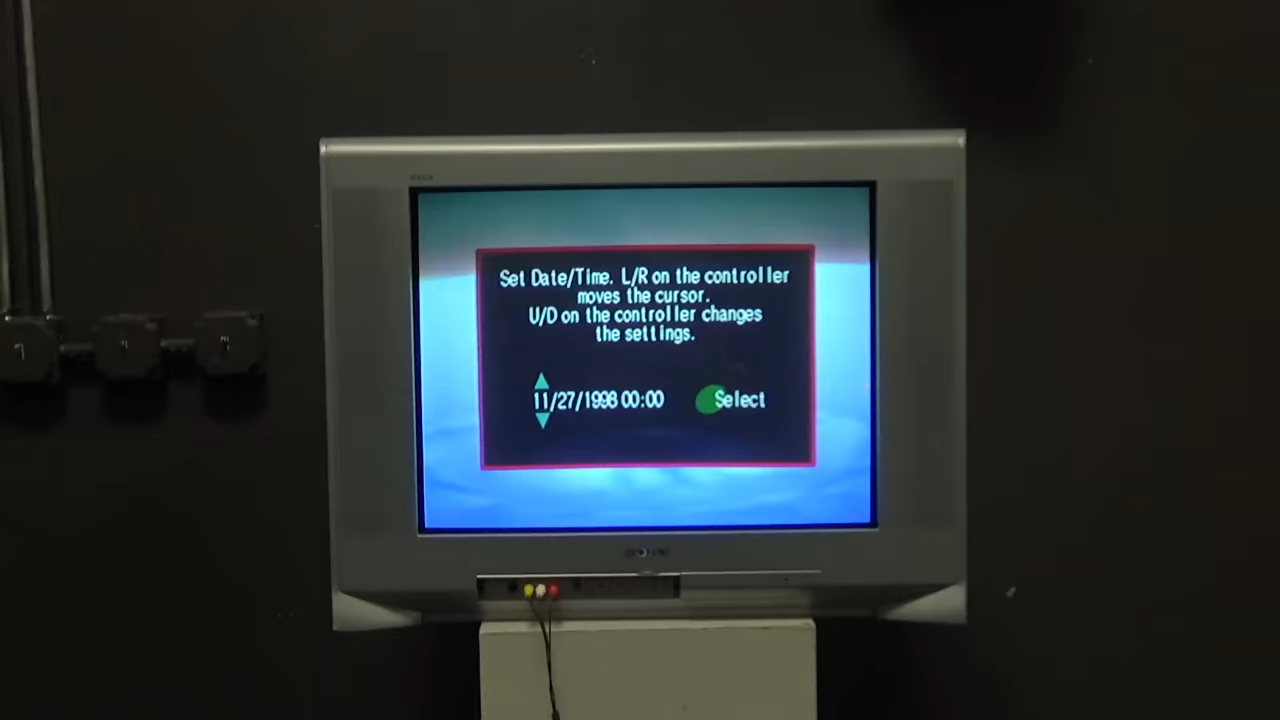 Set Date/Time. L/R on the controller
moves the cursor.
U/D on the controller changes
the settings.
11/27/1998 00:00
Select